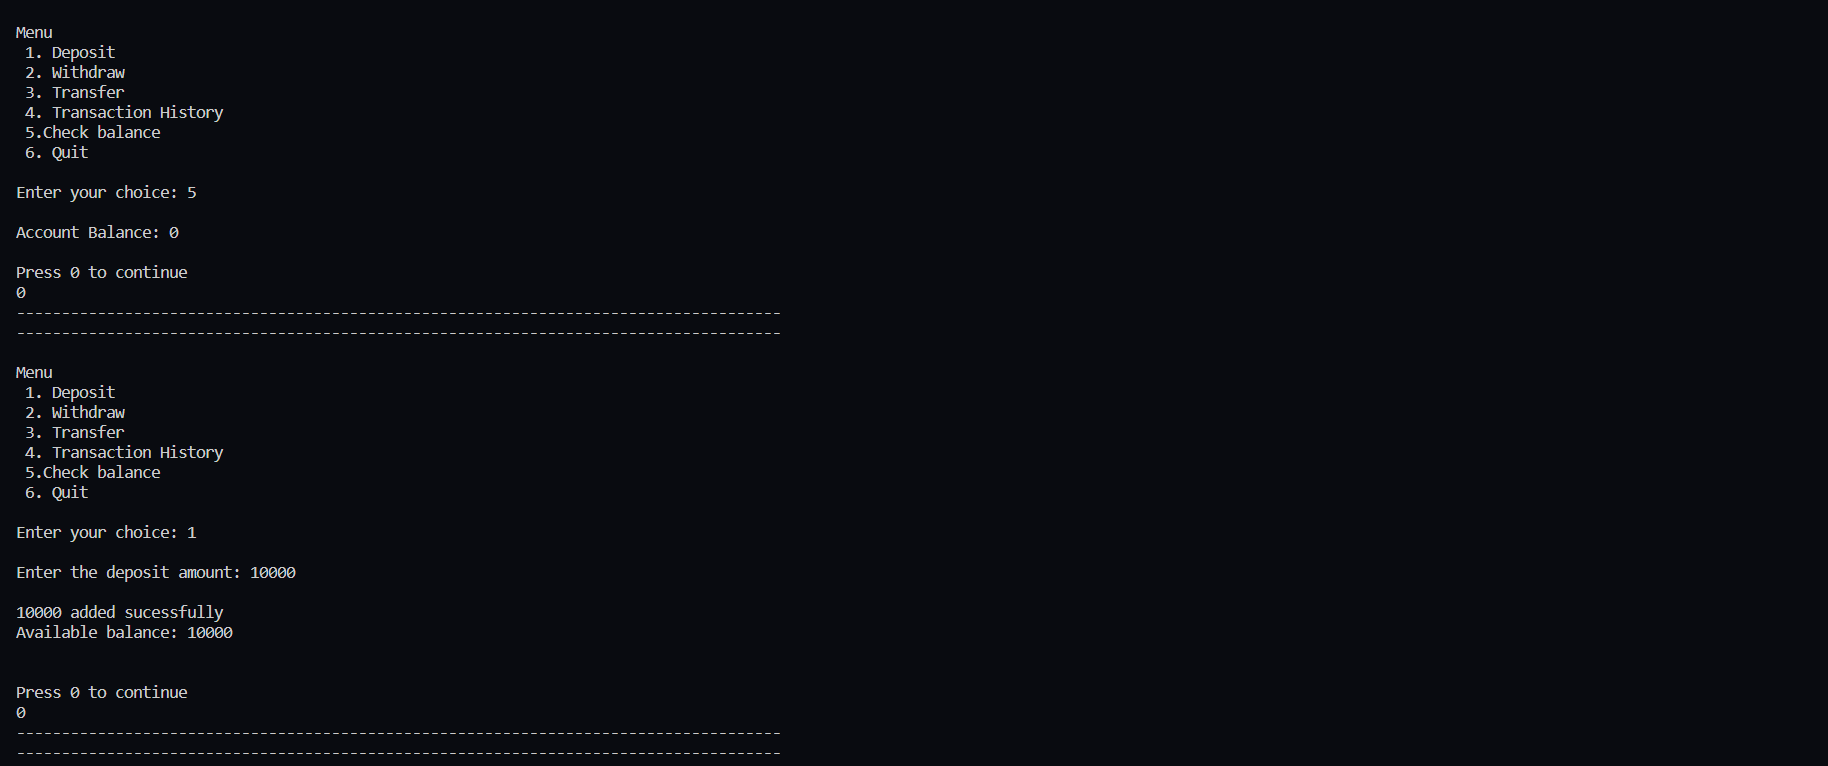 Menu
 1. Deposit
 2. Withdraw
 3. Transfer
 4. Transaction History
 5.Check balance
 6. Quit
Enter your choice: 5
Account Balance: 0
Press 0 to continue
0
-------------------------------------------------------------------------------------
-------------------------------------------------------------------------------------
Menu
 1. Deposit
 2. Withdraw
 3. Transfer
 4. Transaction History
 5.Check balance
 6. Quit
Enter your choice: 1
Enter the deposit amount: 10000
10000 added sucessfully
Available balance: 10000
Press 0 to continue
0
-------------------------------------------------------------------------------------
-------------------------------------------------------------------------------------